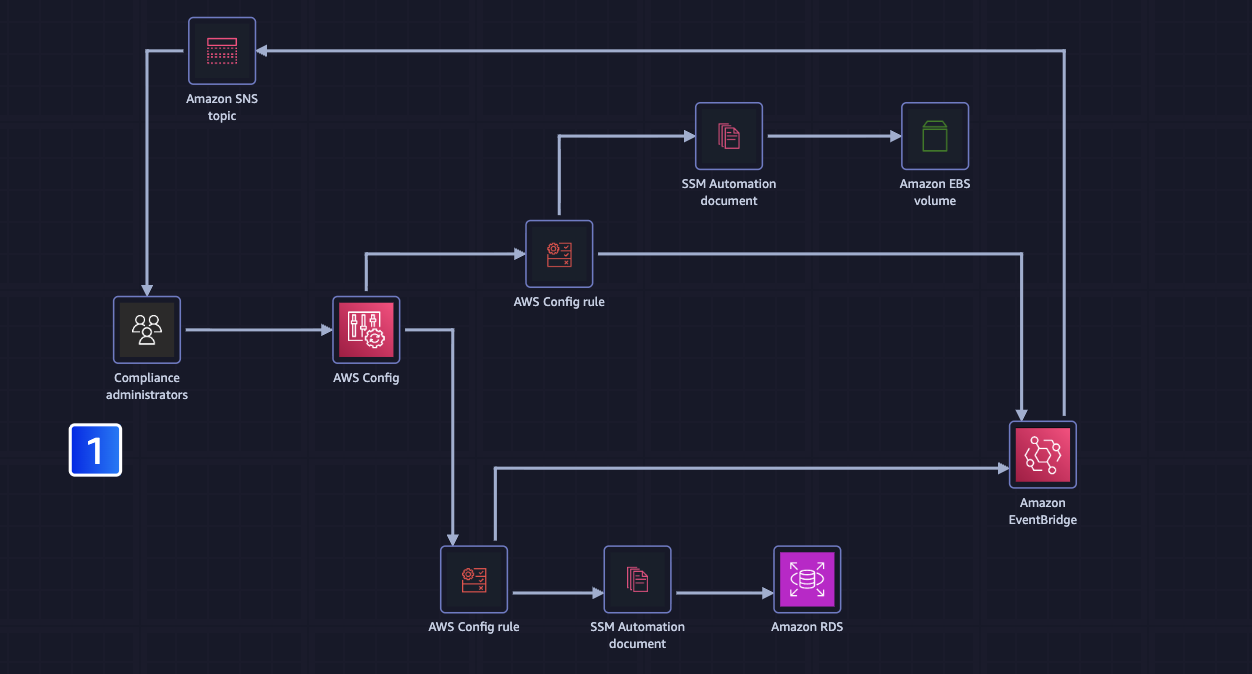 Amazon SNS
topic
SSM Automation
document
Amazon EBS
volume
AWS Config rule
Compliance
administrators
AWS Config
1
Amazon
EventBridge
AWS Config rule
SSM Automation
document
Amazon RDS